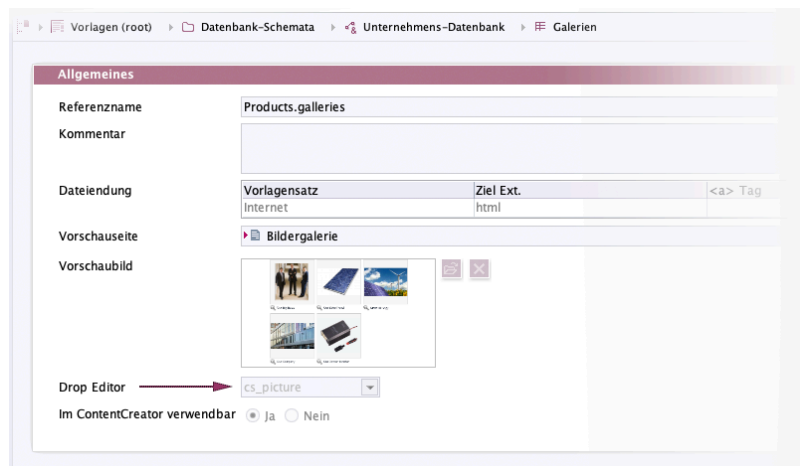 Vorlagen (root) Datenbank-Schemata Unternehmens-Datenbank Galerien
Allgemeines
Referenzname Products.galleries
Kommentar
Dateiendung Vorlagensatz Ziel Ext. <a> Tag
Internet html
Vorschauseite Bildergalerie
Vorschaubild
Drop Editor cs_picture
Im ContentCreator verwendbar Ja Nein